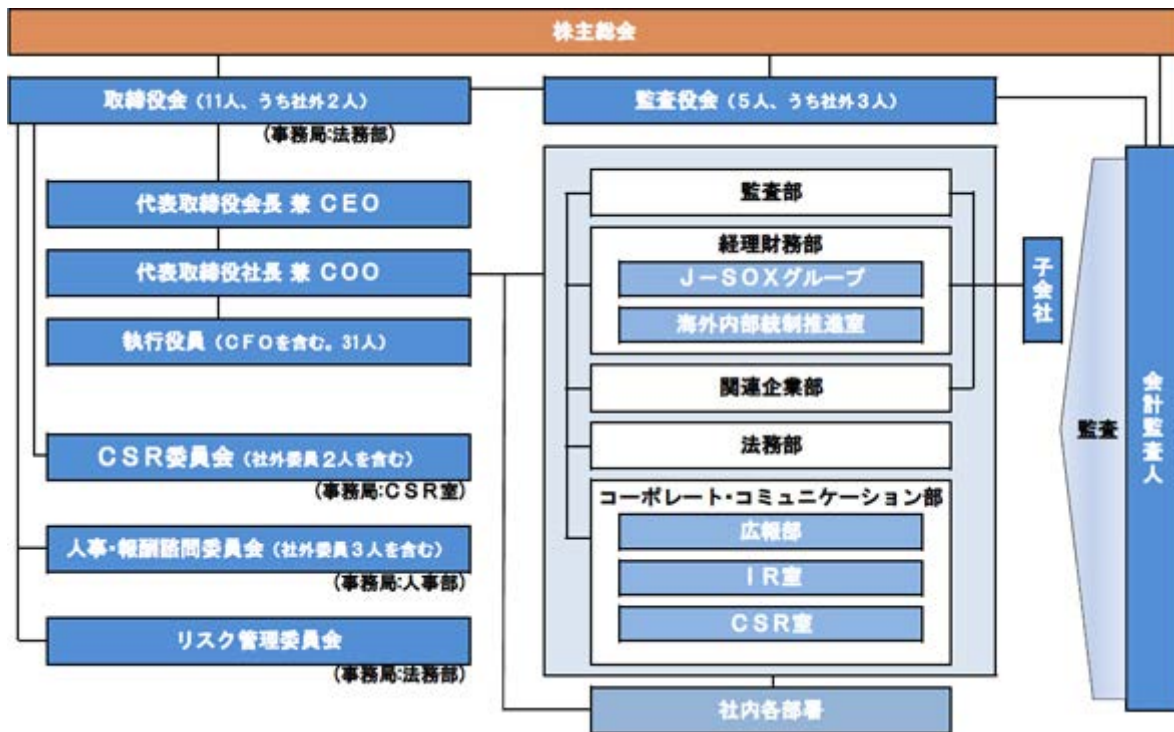 株主総会
取締役会（11人、うち社外２人）
(事務局:法務部)
監査役会（５人、うち社外３人）
代表取締役会長 兼 ＣＥＯ
代表取締役社長 兼 ＣＯＯ
執行役員（ＣＦＯを含む。31人）
ＣＳＲ委員会（社外委員２人を含む）
(事務局:ＣＳＲ室)
人事・報酬諮問委員会（社外委員３人を含む）
(事務局:人事部)
リスク管理委員会
(事務局:法務部)
監査部
経理財務部
Ｊ－ＳＯＸグループ
海外内部統制推進室
関連企業部
法務部
コーポレート・コミュニケーション部
広報部
ＩＲ室
ＣＳＲ室
社内各部署
子会社
監査
会計監査人